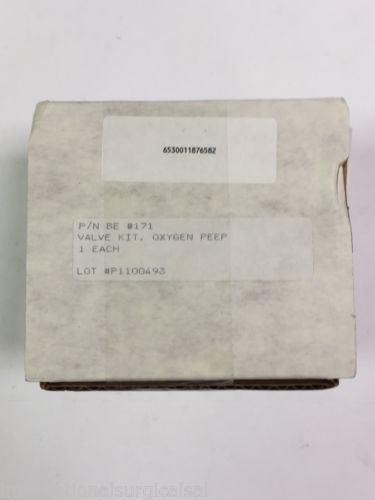 6530011876582
P/N BE #171
VALVE KIT, OXYGEN PEEP
1 EACH
LOT #P1100493